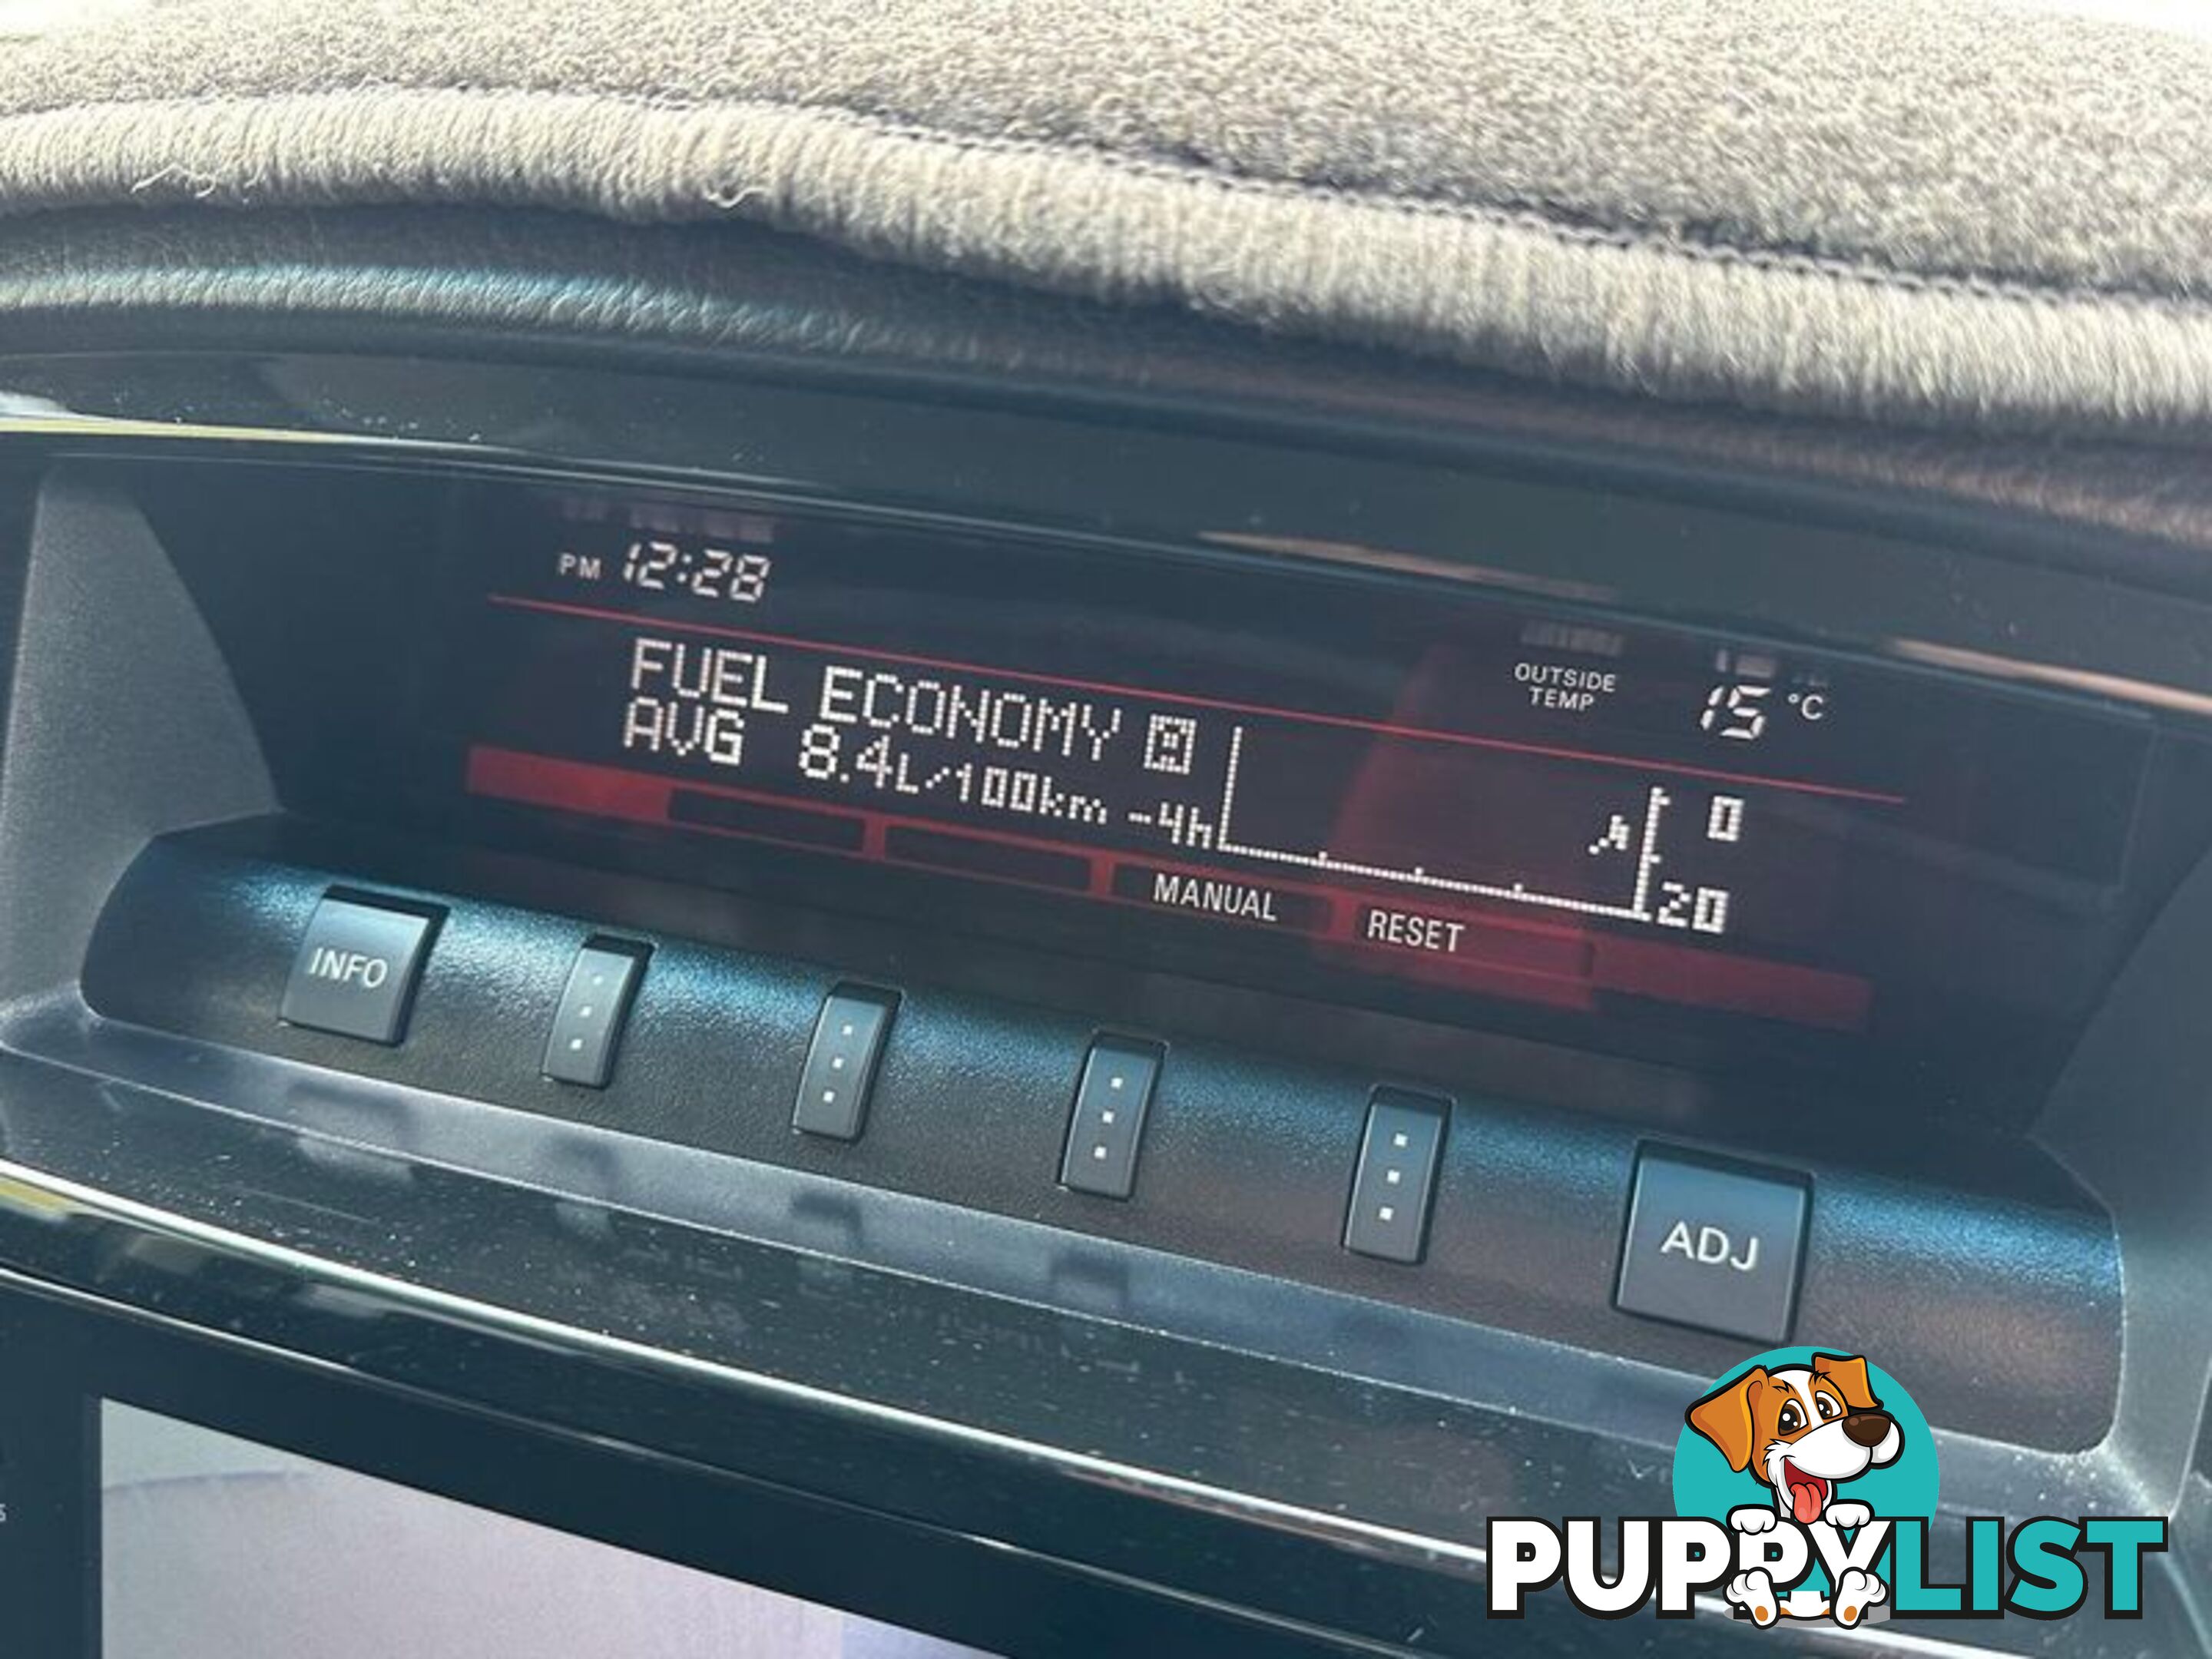 PM 12:28
OUTSIDE
TEMP
15 °C
FUEL ECONOMY A
AVG 8.4L/100km -4h
0
20
MANUAL
RESET
INFO
ADJ
PUPPYLIST